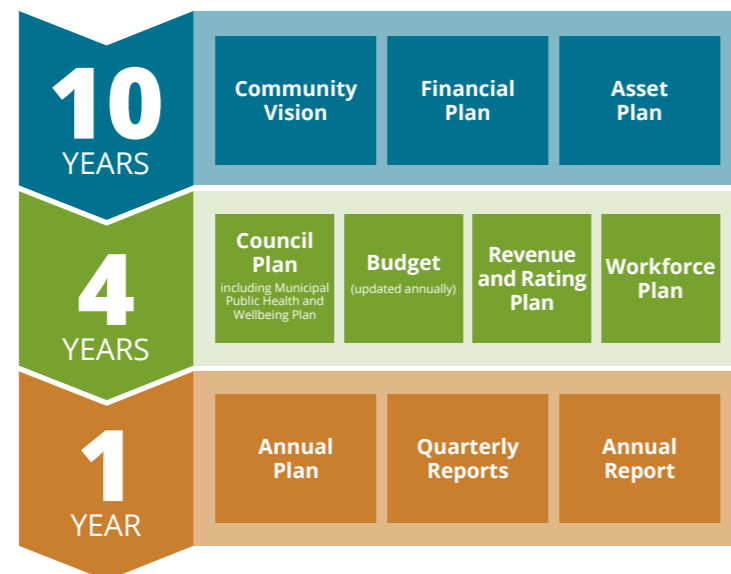 10
YEARS
Community
Vision
Financial
Plan
Asset
Plan
4
YEARS
Council
Plan
including Municipal
Public Health and
Wellbeing Plan
Budget
(updated annually)
Revenue
and Rating
Plan
Workforce
Plan
1
YEAR
Annual
Plan
Quarterly
Reports
Annual
Report